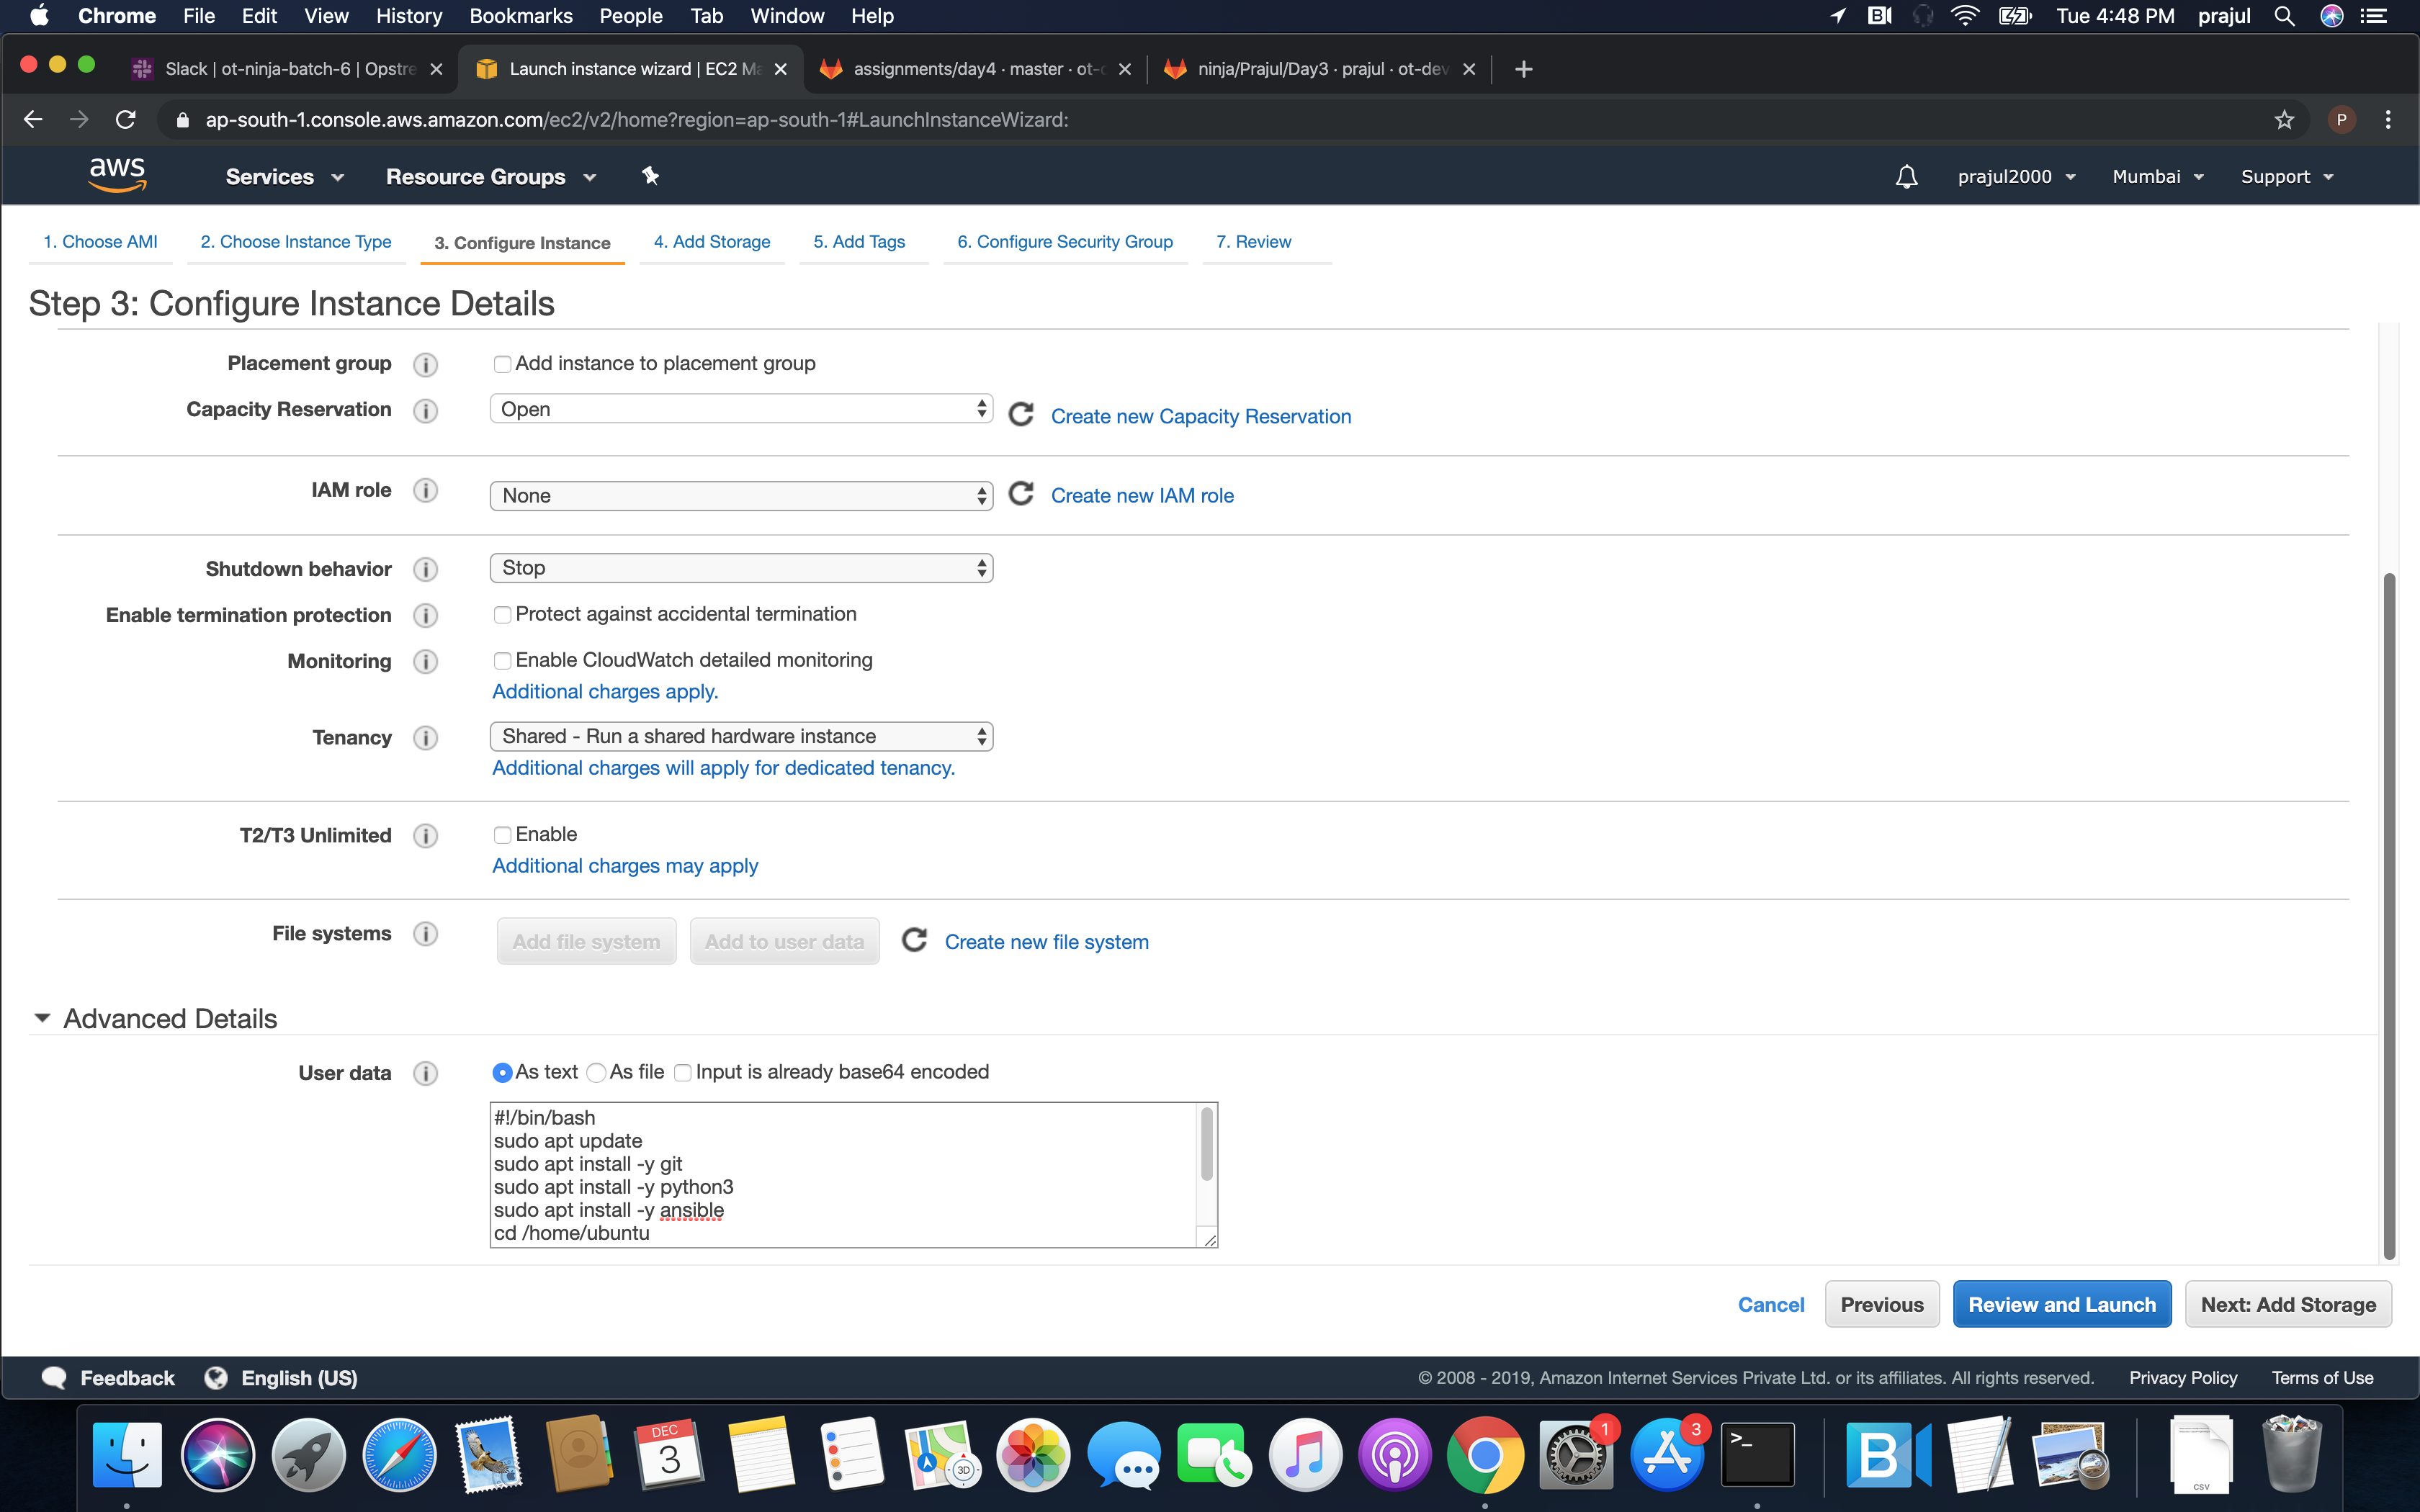 Chrome File Edit View History Bookmarks People Tab Window Help Tue 4:48 PM prajul
Slack | ot-ninja-batch-6 | Opstre
Launch instance wizard | EC2 Ma
assignments/day4 · master · ot-
ninja/Prajul/Day3 · prajul · ot-dev
ap-south-1.console.aws.amazon.com/ec2/v2/home?region=ap-south-1#LaunchInstanceWizard:
P
aws Services Resource Groups prajul2000 Mumbai Support
1. Choose AMI 2. Choose Instance Type 3. Configure Instance 4. Add Storage 5. Add Tags 6. Configure Security Group 7. Review
Step 3: Configure Instance Details
Placement group Add instance to placement group
Capacity Reservation Open Create new Capacity Reservation
IAM role None Create new IAM role
Shutdown behavior Stop
Enable termination protection Protect against accidental termination
Monitoring Enable CloudWatch detailed monitoring
Additional charges apply.
Tenancy Shared - Run a shared hardware instance
Additional charges will apply for dedicated tenancy.
T2/T3 Unlimited Enable
Additional charges may apply
File systems Add file system Add to user data Create new file system
Advanced Details
User data As text As file Input is already base64 encoded
#!/bin/bash
sudo apt update
sudo apt install -y git
sudo apt install -y python3
sudo apt install -y ansible
cd /home/ubuntu
Cancel Previous Review and Launch Next: Add Storage
Feedback English (US) © 2008 - 2019, Amazon Internet Services Private Ltd. or its affiliates. All rights reserved. Privacy Policy Terms of Use
DEC
3
3D
1
3
>_
B
CSV